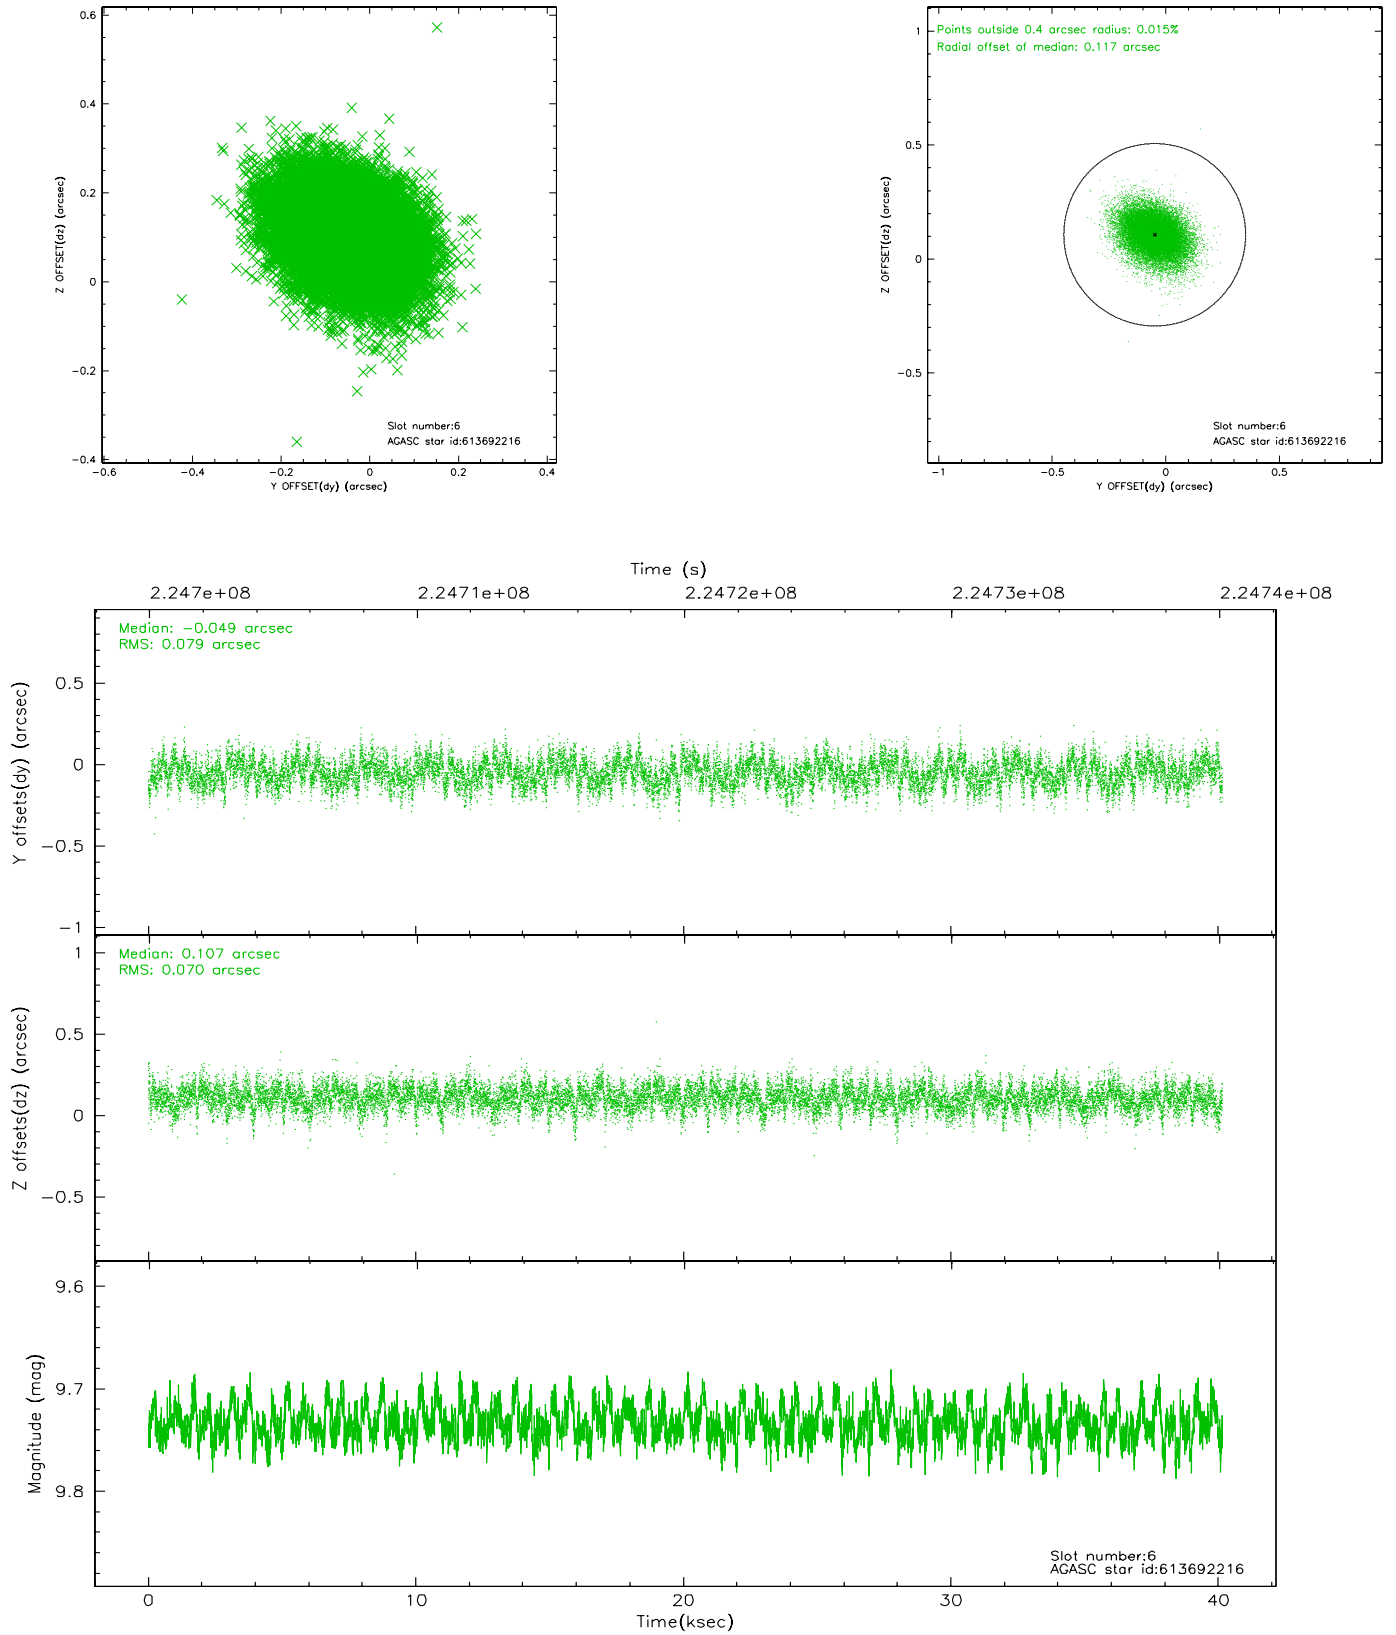 0.6
0.4
0.2
0
−0.2
−0.4
−0.6
−0.4
−0.2
0
0.2
0.4
Z OFFSET(dz) (arcsec)
Y OFFSET(dy) (arcsec)
Slot number:6
AGASC star id:613692216
Points outside 0.4 arcsec radius: 0.015%
Radial offset of median: 0.117 arcsec
1
0.5
0
−0.5
−1
−0.5
0
0.5
Z OFFSET(dz) (arcsec)
Y OFFSET(dy) (arcsec)
Slot number:6
AGASC star id:613692216
Time (s)
2.247e+08
2.2471e+08
2.2472e+08
2.2473e+08
2.2474e+08
Median: −0.049 arcsec
RMS: 0.079 arcsec
0.5
0
−0.5
−1
Y offsets(dy) (arcsec)
Median: 0.107 arcsec
RMS: 0.070 arcsec
1
0.5
0
−0.5
Z offsets(dz) (arcsec)
9.6
9.7
9.8
Magnitude (mag)
Slot number:6
AGASC star id:613692216
0
10
20
30
40
Time(ksec)